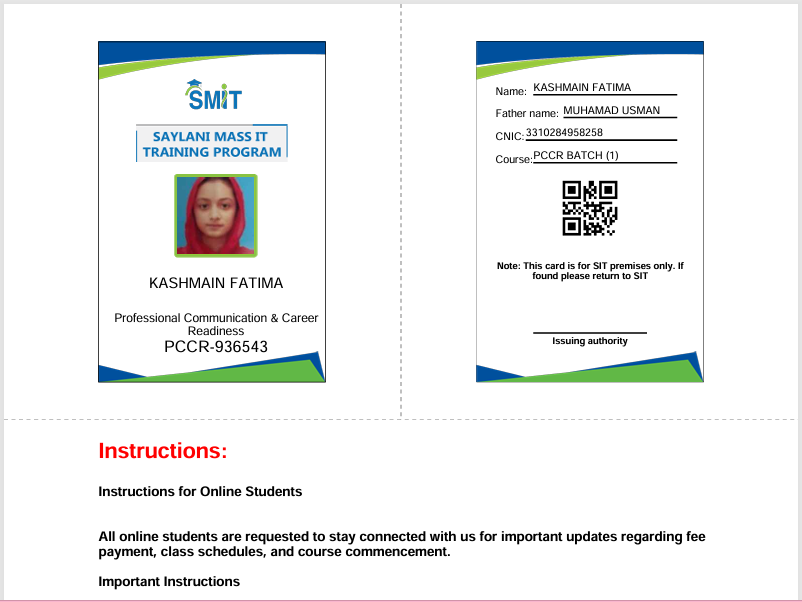 SMIT
SAYLANI MASS IT
TRAINING PROGRAM
KASHMAIN FATIMA
Professional Communication & Career
Readiness
PCCR-936543
Name: KASHMAIN FATIMA
Father name: MUHAMAD USMAN
CNIC: 3310284958258
Course: PCCR BATCH (1)
Note: This card is for SIT premises only. If
found please return to SIT
Issuing authority
Instructions:
Instructions for Online Students
All online students are requested to stay connected with us for important updates regarding fee
payment, class schedules, and course commencement.
Important Instructions